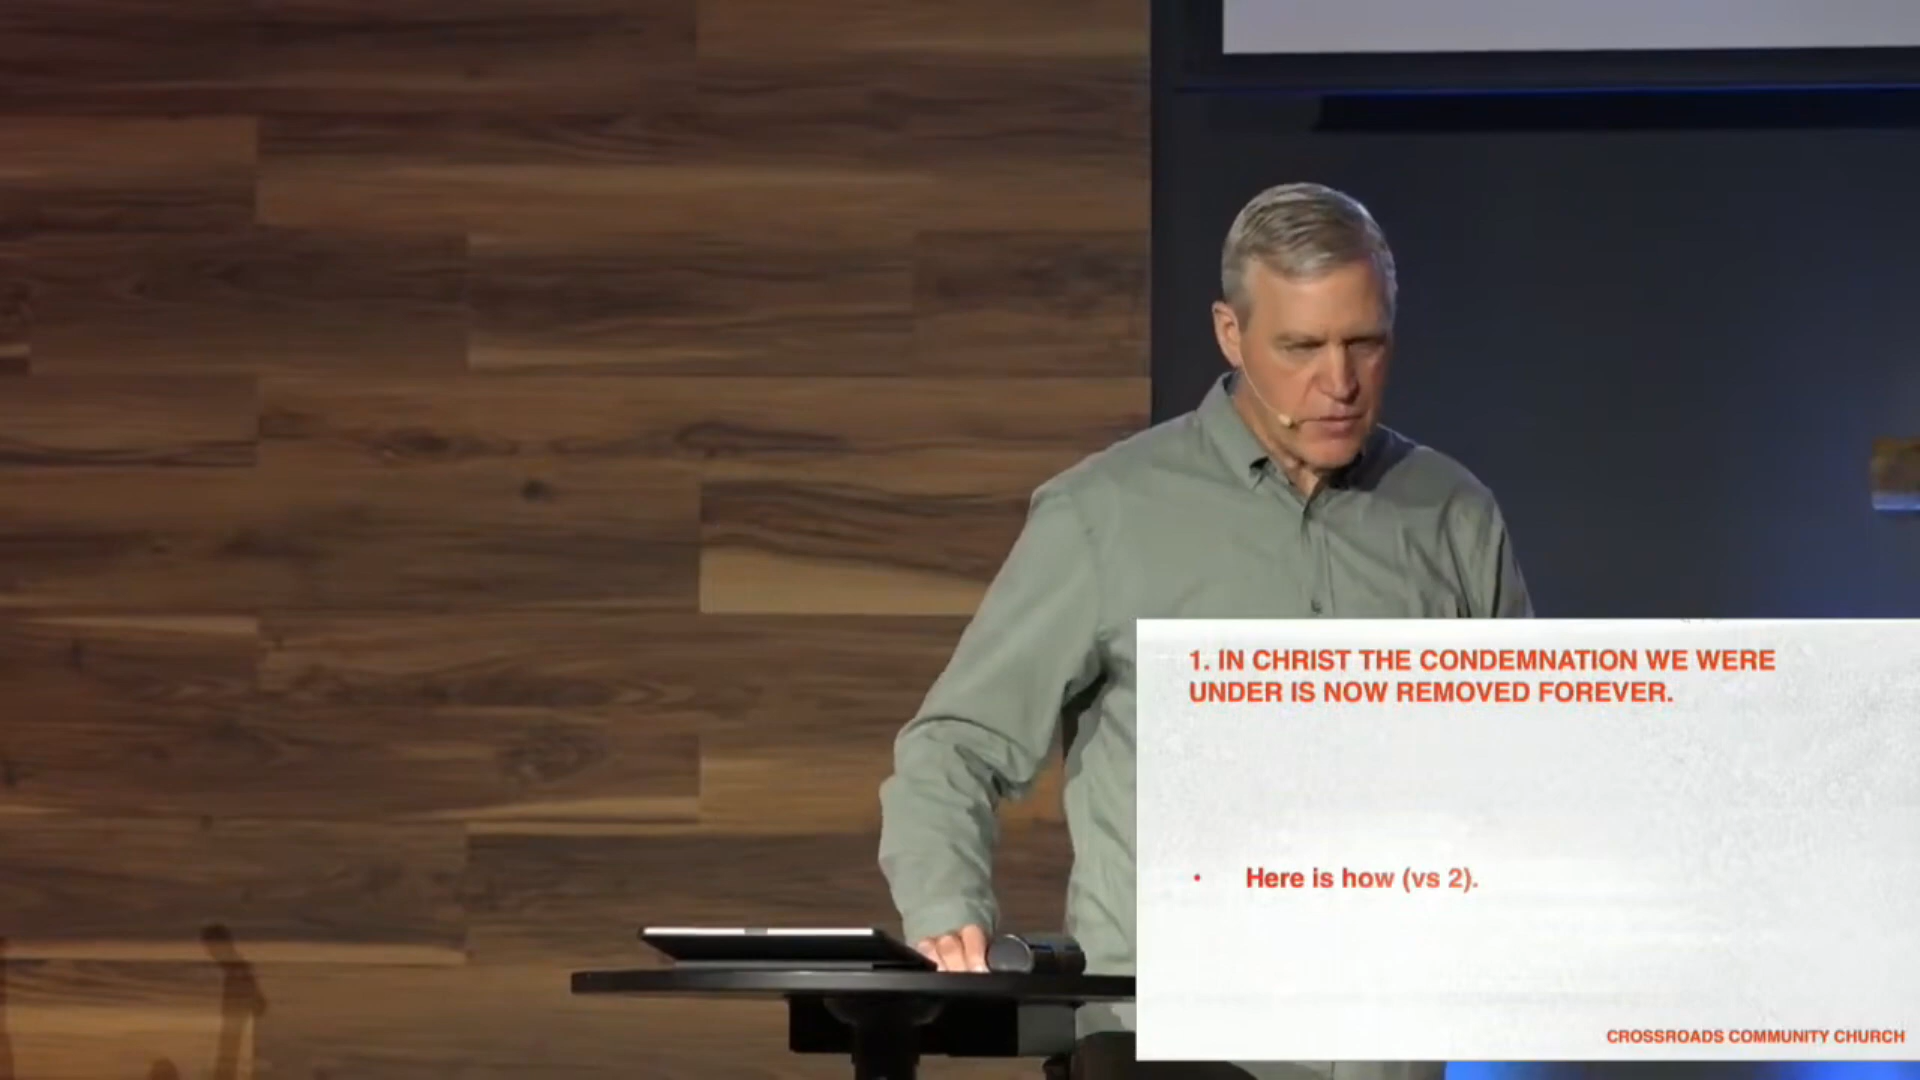 1. IN CHRIST THE CONDEMNATION WE WERE
UNDER IS NOW REMOVED FOREVER.
• Here is how (vs 2).
CROSSROADS COMMUNITY CHURCH